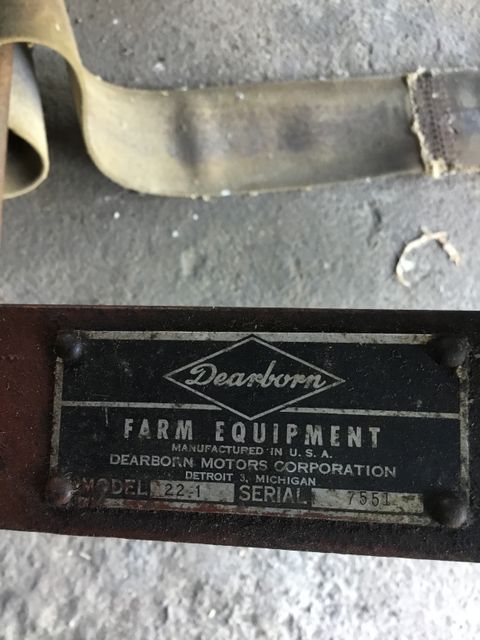 Dearborn
FARM EQUIPMENT
MANUFACTURED IN U.S.A.
DEARBORN MOTORS CORPORATION
DETROIT 3, MICHIGAN
MODEL 22-1 SERIAL 7551